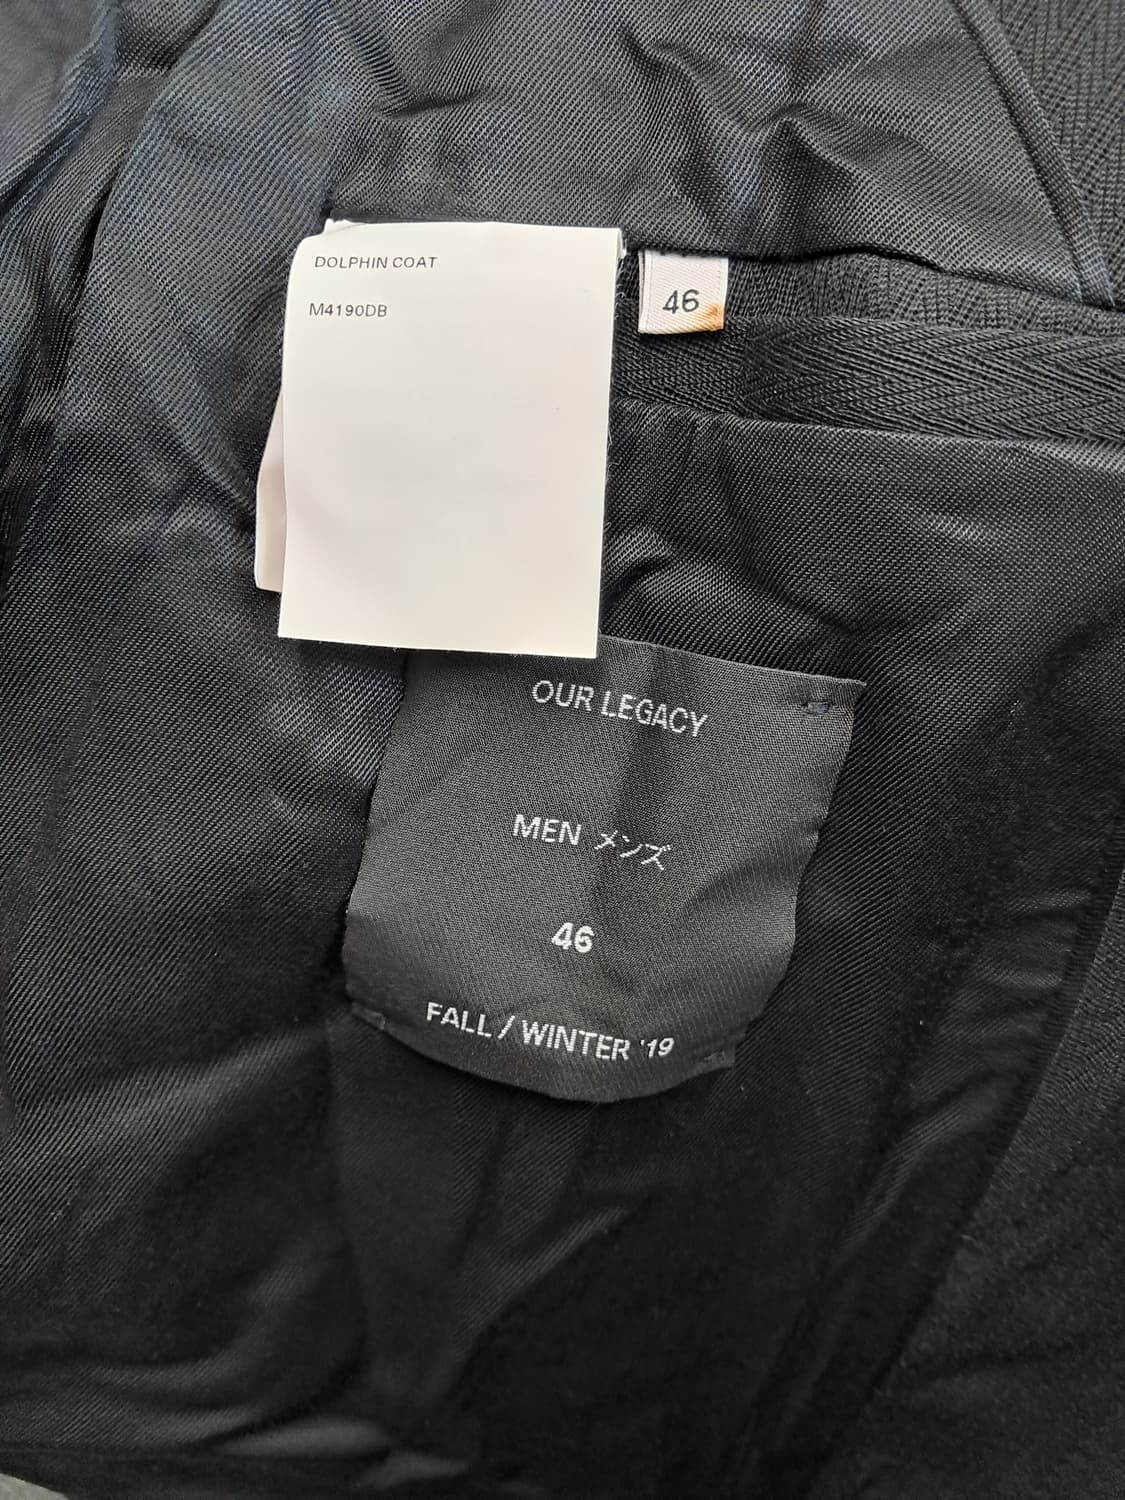 DOLPHIN COAT
M4190DB
46
OUR LEGACY
MEN メンズ
46
FALL / WINTER '19